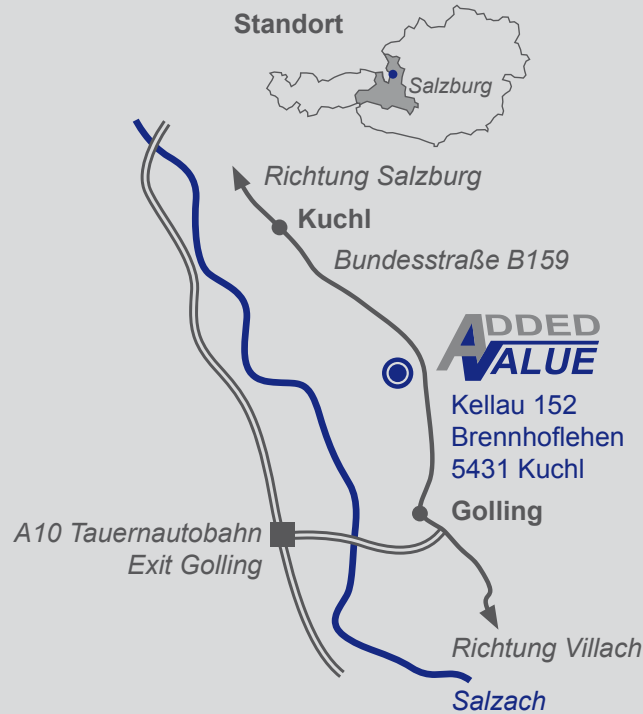 Standort
Salzburg
Richtung Salzburg
Kuchl
Bundesstraße B159
ADDED
VALUE
Kellau 152
Brennhoflehen
5431 Kuchl
Golling
A10 Tauernautobahn
Exit Golling
Richtung Villach
Salzach